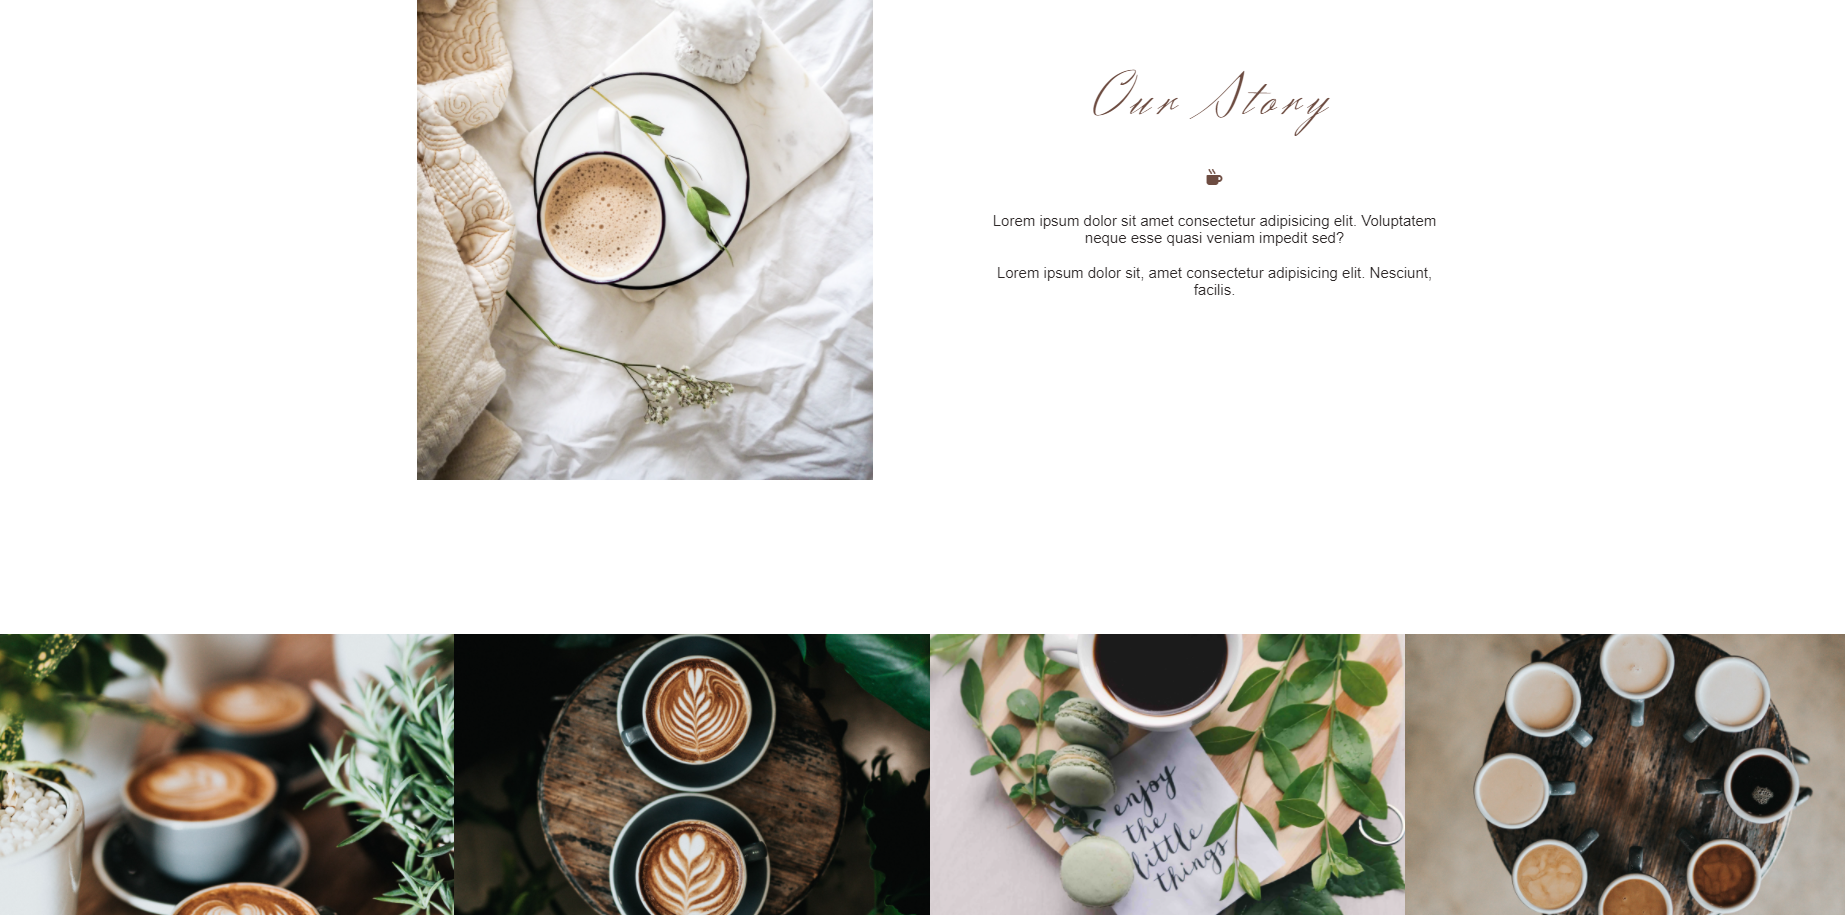 Our Story
Lorem ipsum dolor sit amet consectetur adipisicing elit. Voluptatem
neque esse quasi veniam impedit sed?
Lorem ipsum dolor sit, amet consectetur adipisicing elit. Nesciunt,
facilis.
enjoy
the
little
things